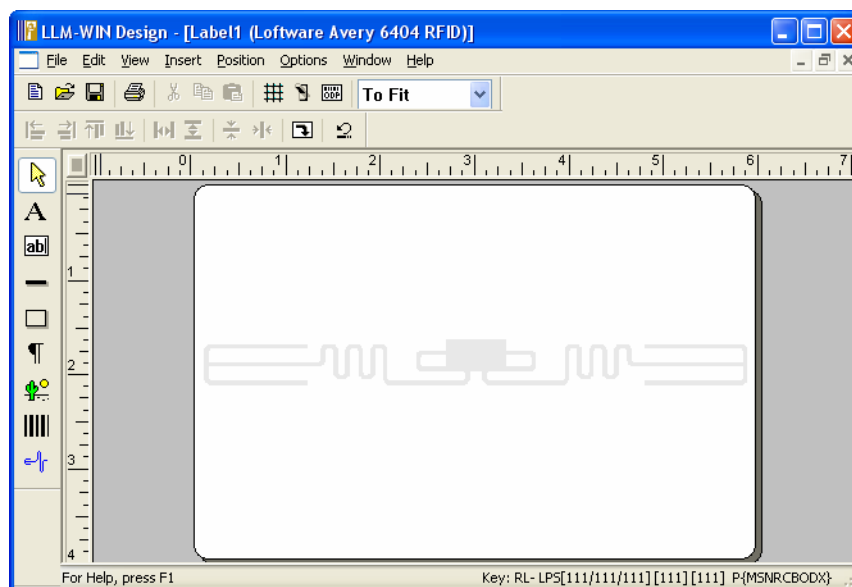 LLM-WIN Design - [Label1 (Loftware Avery 6404 RFID)]
File Edit View Insert Position Options Window Help
To Fit
0 1 2 3 4 5 6 7
A
ab
1
¶
2
3
4
For Help, press F1 Key: RL- LPS[111/111/111] [111] [111] P{MSNRCBODX}